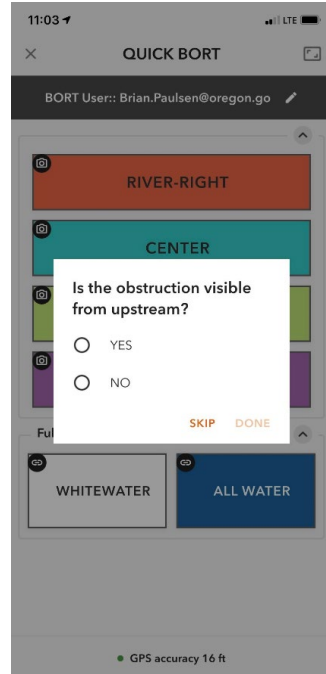 11:03
LTE
QUICK BORT
BORT User:: Brian.Paulsen@oregon.go
RIVER-RIGHT
CENTER
Is the obstruction visible
from upstream?
YES
NO
SKIP DONE
Ful
WHITEWATER
ALL WATER
GPS accuracy 16 ft